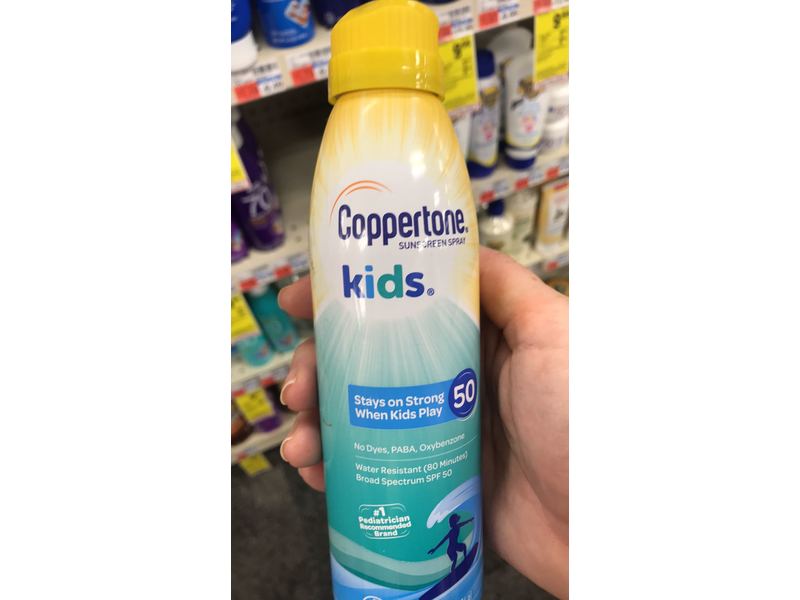 Coppertone®
SUNSCREEN SPRAY
kids®
Stays on Strong
When Kids Play
50
No Dyes, PABA, Oxybenzone
Water Resistant (80 Minutes)
Broad Spectrum SPF 50
#1
Pediatrician
Recommended
Brand
70